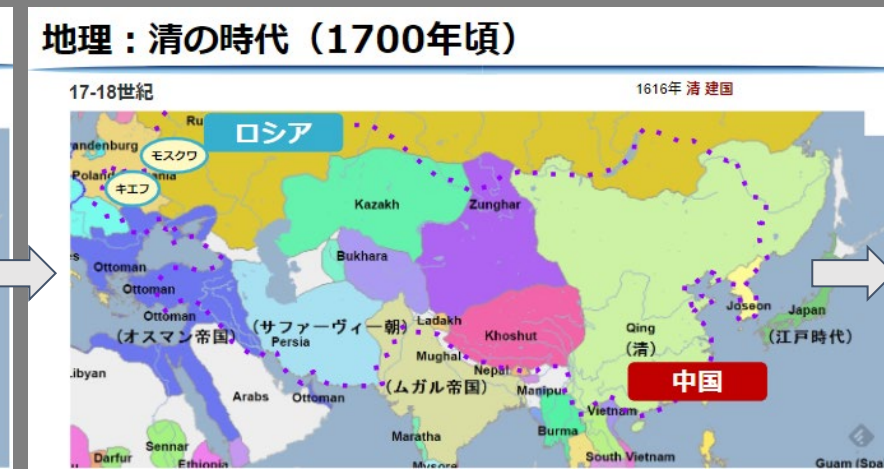 地理：清の時代（1700年頃）
17-18世紀
1616年 清 建国
Ru
ロシア
andenburg
モスクワ
Poland
ania
キエフ
Kazakh
Zunghar
Bukhara
Ottoman
Ottoman
Ottoman
（オスマン帝国）
（サファーヴィー朝）
Persia
Ladakh
Khoshut
Qing
（清）
Joseon
Japan
（江戸時代）
Mughal
Nepal
（ムガル帝国）
Manipur
中国
Libyan
Arabs
Ottoman
Vietnam
Maratha
Burma
Sennar
Darfur
Ethiopia
Mysore
South Vietnam
Guam (Spa